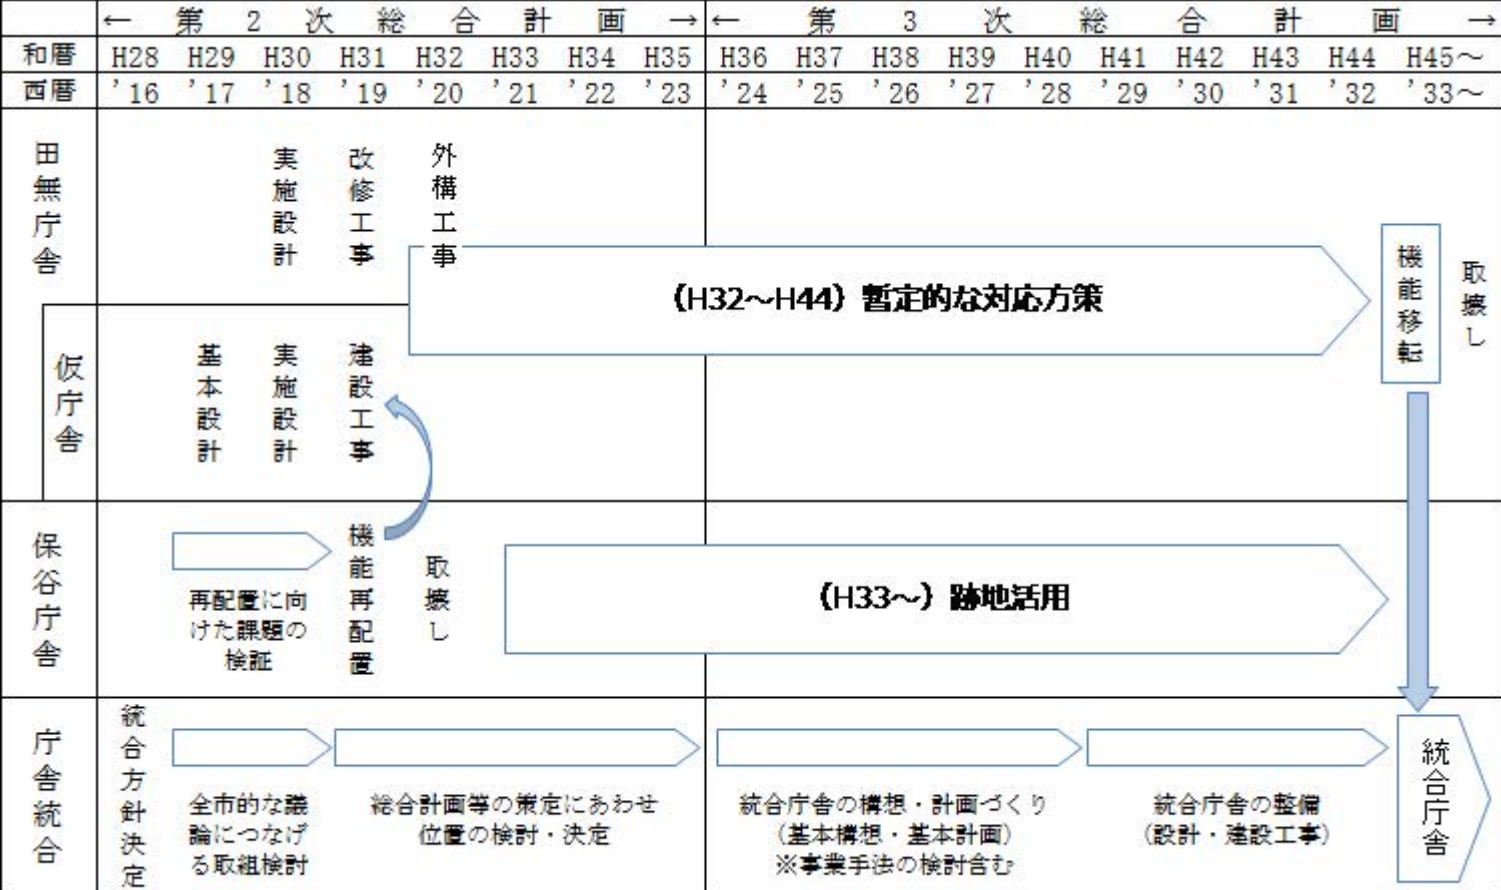 ← 第 2 次 総 合 計 画 → ← 第 3 次 総 合 計 画 →
和暦 H28 H29 H30 H31 H32 H33 H34 H35 H36 H37 H38 H39 H40 H41 H42 H43 H44 H45～
西暦 ’16 ’17 ’18 ’19 ’20 ’21 ’22 ’23 ’24 ’25 ’26 ’27 ’28 ’29 ’30 ’31 ’32 ’33～
田無庁舎
実施設計
改修工事
外構工事
(H32～H44) 暫定的な対応方策
機能移転
取壊し
仮庁舎
基本設計
実施設計
建設工事
保谷庁舎
再配置に向
けた課題の
検証
機能再配置
取壊し
(H33～) 跡地活用
庁舎統合
統合方針決定
全市的な議
論につなげ
る取組検討
総合計画等の策定にあわせ
位置の検討・決定
統合庁舎の構想・計画づくり
(基本構想・基本計画)
※事業手法の検討含む
統合庁舎の整備
(設計・建設工事)
統合庁舎